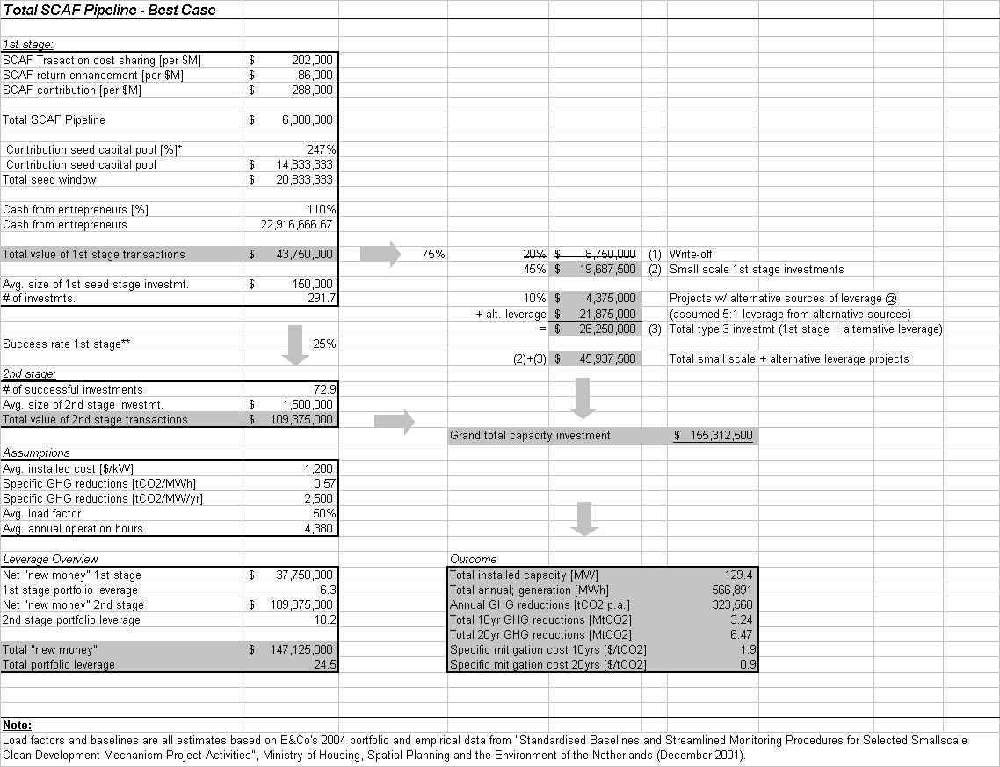 Total SCAF Pipeline - Best Case
1st stage:
SCAF Trasaction cost sharing [per $M] $ 202,000
SCAF return enhancement [per $M] $ 86,000
SCAF contribution [per $M] $ 288,000
Total SCAF Pipeline $ 6,000,000
Contribution seed capital pool [%]* 247%
Contribution seed capital pool $ 14,833,333
Total seed window $ 20,833,333
Cash from entrepreneurs [%] 110%
Cash from entrepreneurs 22,916,666.67
Total value of 1st stage transactions $ 43,750,000 75% 20% $ 8,750,000 (1) Write-off
45% $ 19,687,500 (2) Small scale 1st stage investments
Avg. size of 1st seed stage investmt. $ 150,000
# of investmts. 291.7 10% $ 4,375,000 Projects w/ alternative sources of leverage @
+ alt. leverage $ 21,875,000 (assumed 5:1 leverage from alternative sources)
= $ 26,250,000 (3) Total type 3 investmt (1st stage + alternative leverage)
Success rate 1st stage** 25%
(2)+(3) $ 45,937,500 Total small scale + alternative leverage projects
2nd stage:
# of successful investments 72.9
Avg. size of 2nd stage investmt. $ 1,500,000
Total value of 2nd stage transactions $ 109,375,000
Grand total capacity investment $ 155,312,500
Assumptions
Avg. installed cost [$/kW] 1,200
Specific GHG reductions [tCO2/MWh] 0.57
Specific GHG reductions [tCO2/MW/yr] 2,500
Avg. load factor 50%
Avg. annual operation hours 4,380
Leverage Overview Outcome
Net "new money" 1st stage $ 37,750,000 Total installed capacity [MW] 129.4
1st stage portfolio leverage 6.3 Total annual; generation [MWh] 566,891
Net "new money" 2nd stage $ 109,375,000 Annual GHG reductions [tCO2 p.a.] 323,568
2nd stage portfolio leverage 18.2 Total 10yr GHG reductions [MtCO2] 3.24
Total 20yr GHG reductions [MtCO2] 6.47
Total "new money" $ 147,125,000 Specific mitigation cost 10yrs [$/tCO2] 1.9
Total portfolio leverage 24.5 Specific mitigation cost 20yrs [$/tCO2] 0.9
Note:
Load factors and baselines are all estimates based on E&Co's 2004 portfolio and empirical data from "Standardised Baselines and Streamlined Monitoring Procedures for Selected Smallscale
Clean Development Mechanism Project Activities", Ministry of Housing, Spatial Planning and the Environment of the Netherlands (December 2001).